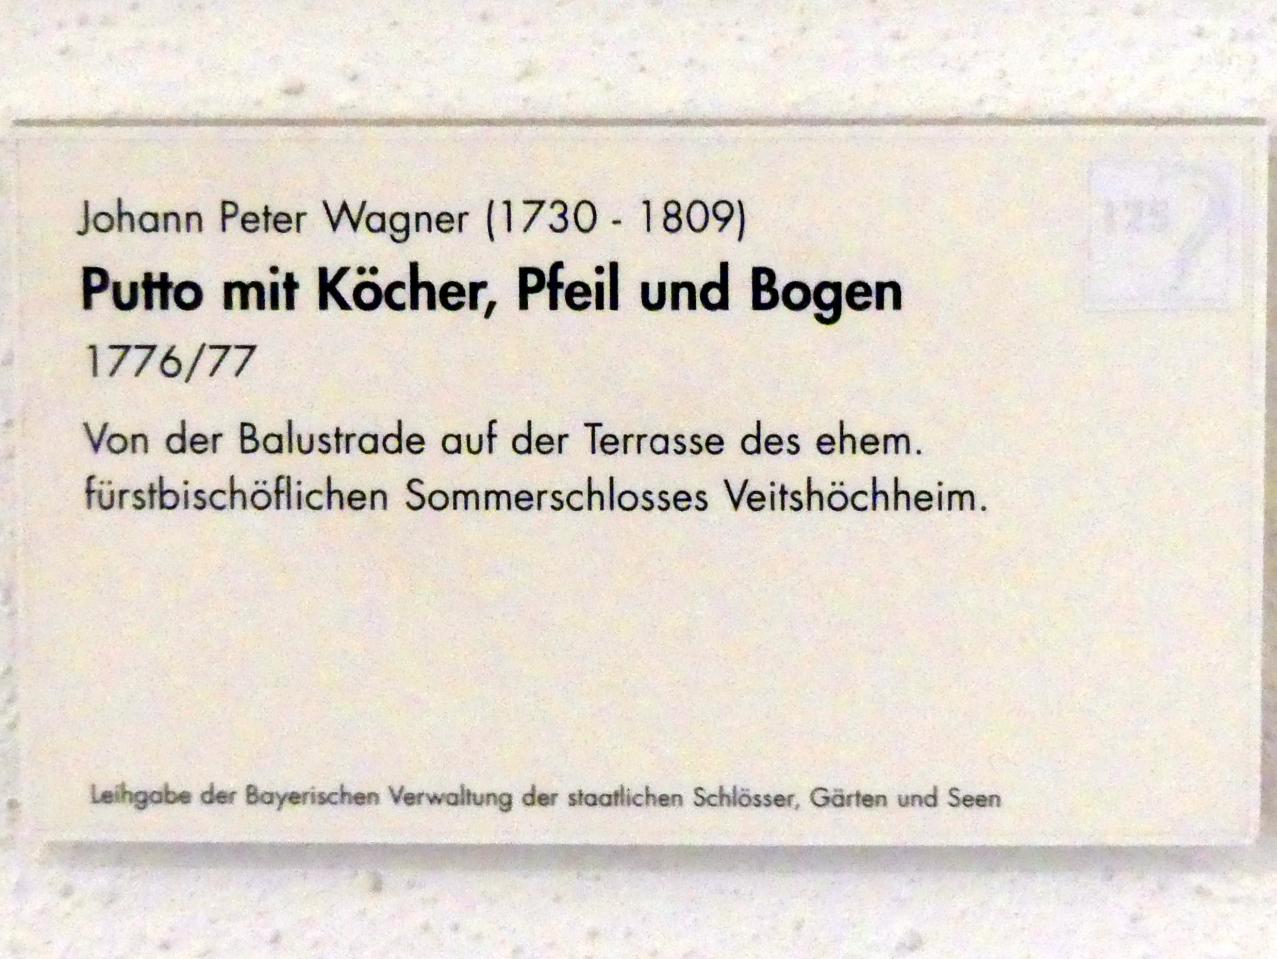 Johann Peter Wagner (1730 - 1809)
125
Putto mit Köcher, Pfeil und Bogen
1776/77
Von der Balustrade auf der Terrasse des ehem.
fürstbischöflichen Sommerschlosses Veitshöchheim.
Leihgabe der Bayerischen Verwaltung der staatlichen Schlösser, Gärten und Seen